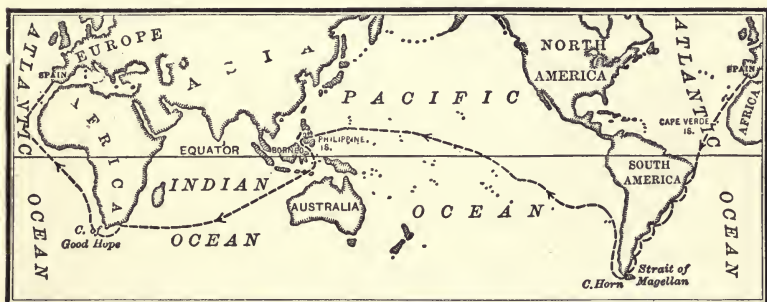 ATLANTIC
OCEAN
EUROPE
SPAIN
ASIA
AFRICA
EQUATOR
BORNEO
PHILIPPINE
IS.
INDIAN
OCEAN
C.
Good Hope
AUSTRALIA
PACIFIC
OCEAN
NORTH
AMERICA
SOUTH
AMERICA
C. Horn
Strait of
Magellan
ATLANTIC
OCEAN
CAPE VERDE
IS.
SPAIN
AFRICA